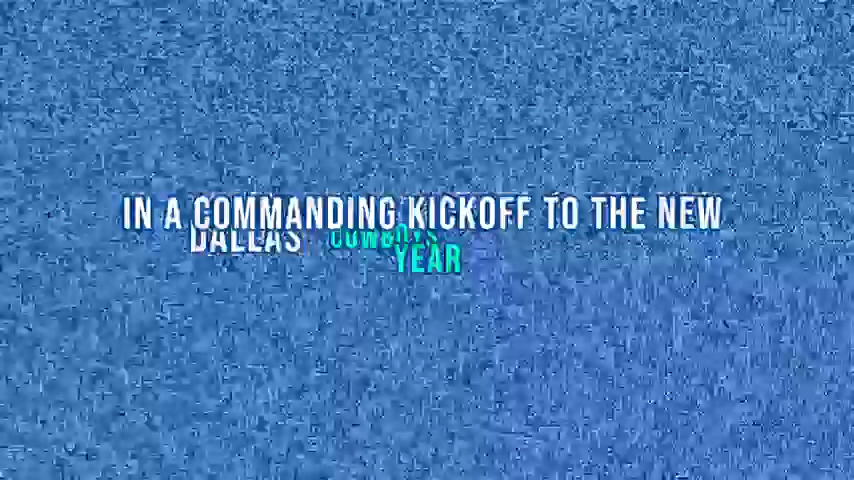 IN A COMMANDING KICKOFF TO THE NEW
DALLAS COWBOYS
YEAR